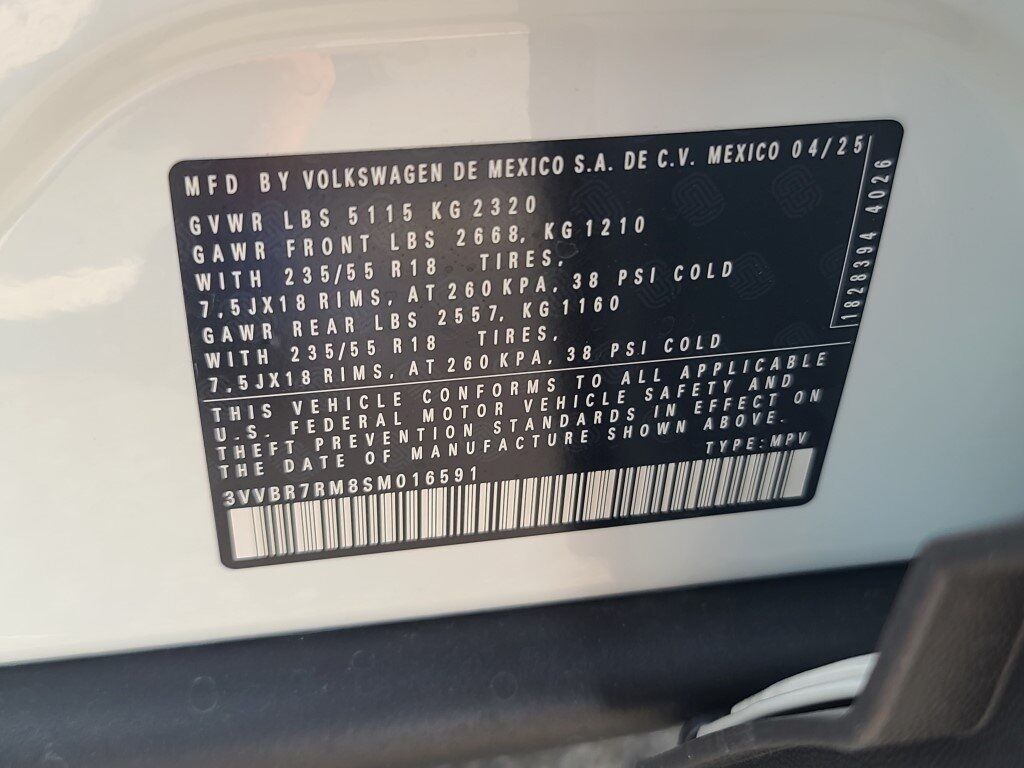 MFD BY VOLKSWAGEN DE MEXICO S.A. DE C.V. MEXICO 04/25
GVWR LBS 5115 KG 2320
GAWR FRONT LBS 2668, KG 1210
WITH 235/55 R18 TIRES,
7,5JX18 RIMS, AT 260 KPA, 38 PSI COLD
GAWR REAR LBS 2557, KG 1160
WITH 235/55 R18 TIRES,
7,5JX18 RIMS, AT 260 KPA, 38 PSI COLD
1828394 4026
THIS VEHICLE CONFORMS TO ALL APPLICABLE
U.S. FEDERAL MOTOR VEHICLE SAFETY AND
THEFT PREVENTION STANDARDS IN EFFECT ON
THE DATE OF MANUFACTURE SHOWN ABOVE.
TYPE: MPV
3VVBR7RM8SM016591